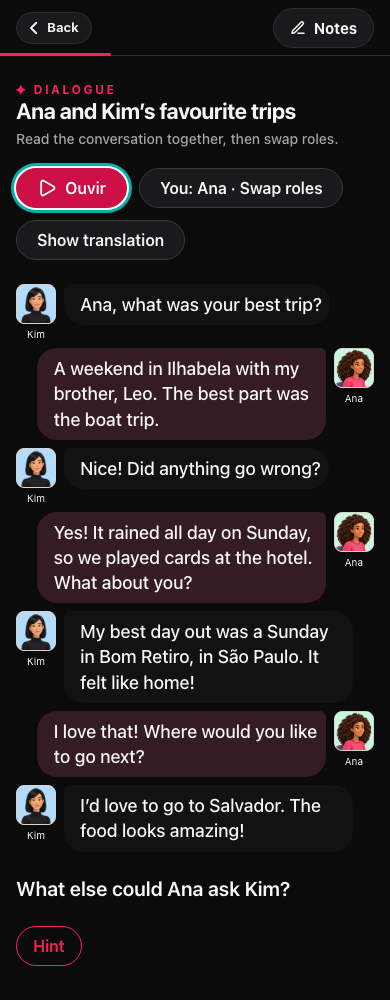 Back
Notes
DIALOGUE
Ana and Kim’s favourite trips
Read the conversation together, then swap roles.
Ouvir
You: Ana · Swap roles
Show translation
Ana, what was your best trip?
Kim
A weekend in Ilhabela with my
brother, Leo. The best part was
the boat trip.
Ana
Nice! Did anything go wrong?
Kim
Yes! It rained all day on Sunday,
so we played cards at the hotel.
What about you?
Ana
My best day out was a Sunday
in Bom Retiro, in São Paulo. It
felt like home!
Kim
I love that! Where would you like
to go next?
Ana
I’d love to go to Salvador. The
food looks amazing!
Kim
What else could Ana ask Kim?
Hint